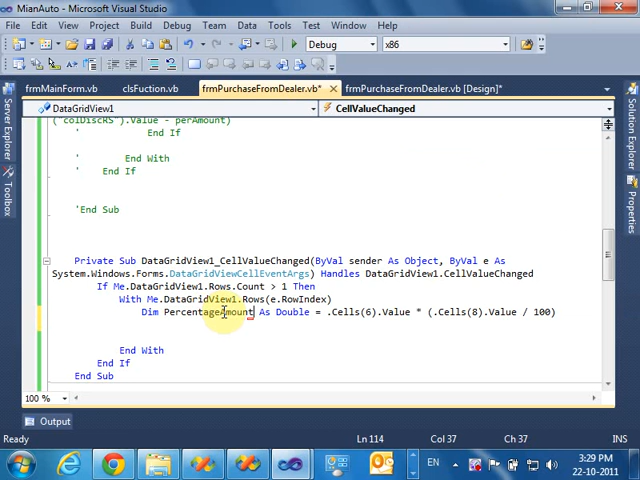 MianAuto - Microsoft Visual Studio
File Edit View Project Build Debug Team Data Tools Test Window Help
Debug x86
frmMainForm.vb clsFuction.vb frmPurchaseFromDealer.vb* frmPurchaseFromDealer.vb [Design]*
DataGridView1 CellValueChanged
("colDiscRS").Value - perAmount)
' End If
' End With
' End If
'End Sub
Private Sub DataGridView1_CellValueChanged(ByVal sender As Object, ByVal e As
System.Windows.Forms.DataGridViewCellEventArgs) Handles DataGridView1.CellValueChanged
If Me.DataGridView1.Rows.Count > 1 Then
With Me.DataGridView1.Rows(e.RowIndex)
Dim PercentageAmount As Double = .Cells(6).Value * (.Cells(8).Value / 100)
End With
End If
End Sub
100 %
Output
Ready Ln 114 Col 37 Ch 37 INS
EN 3:29 PM
22-10-2011
Server Explorer
Toolbox
Solution Explorer
Properties